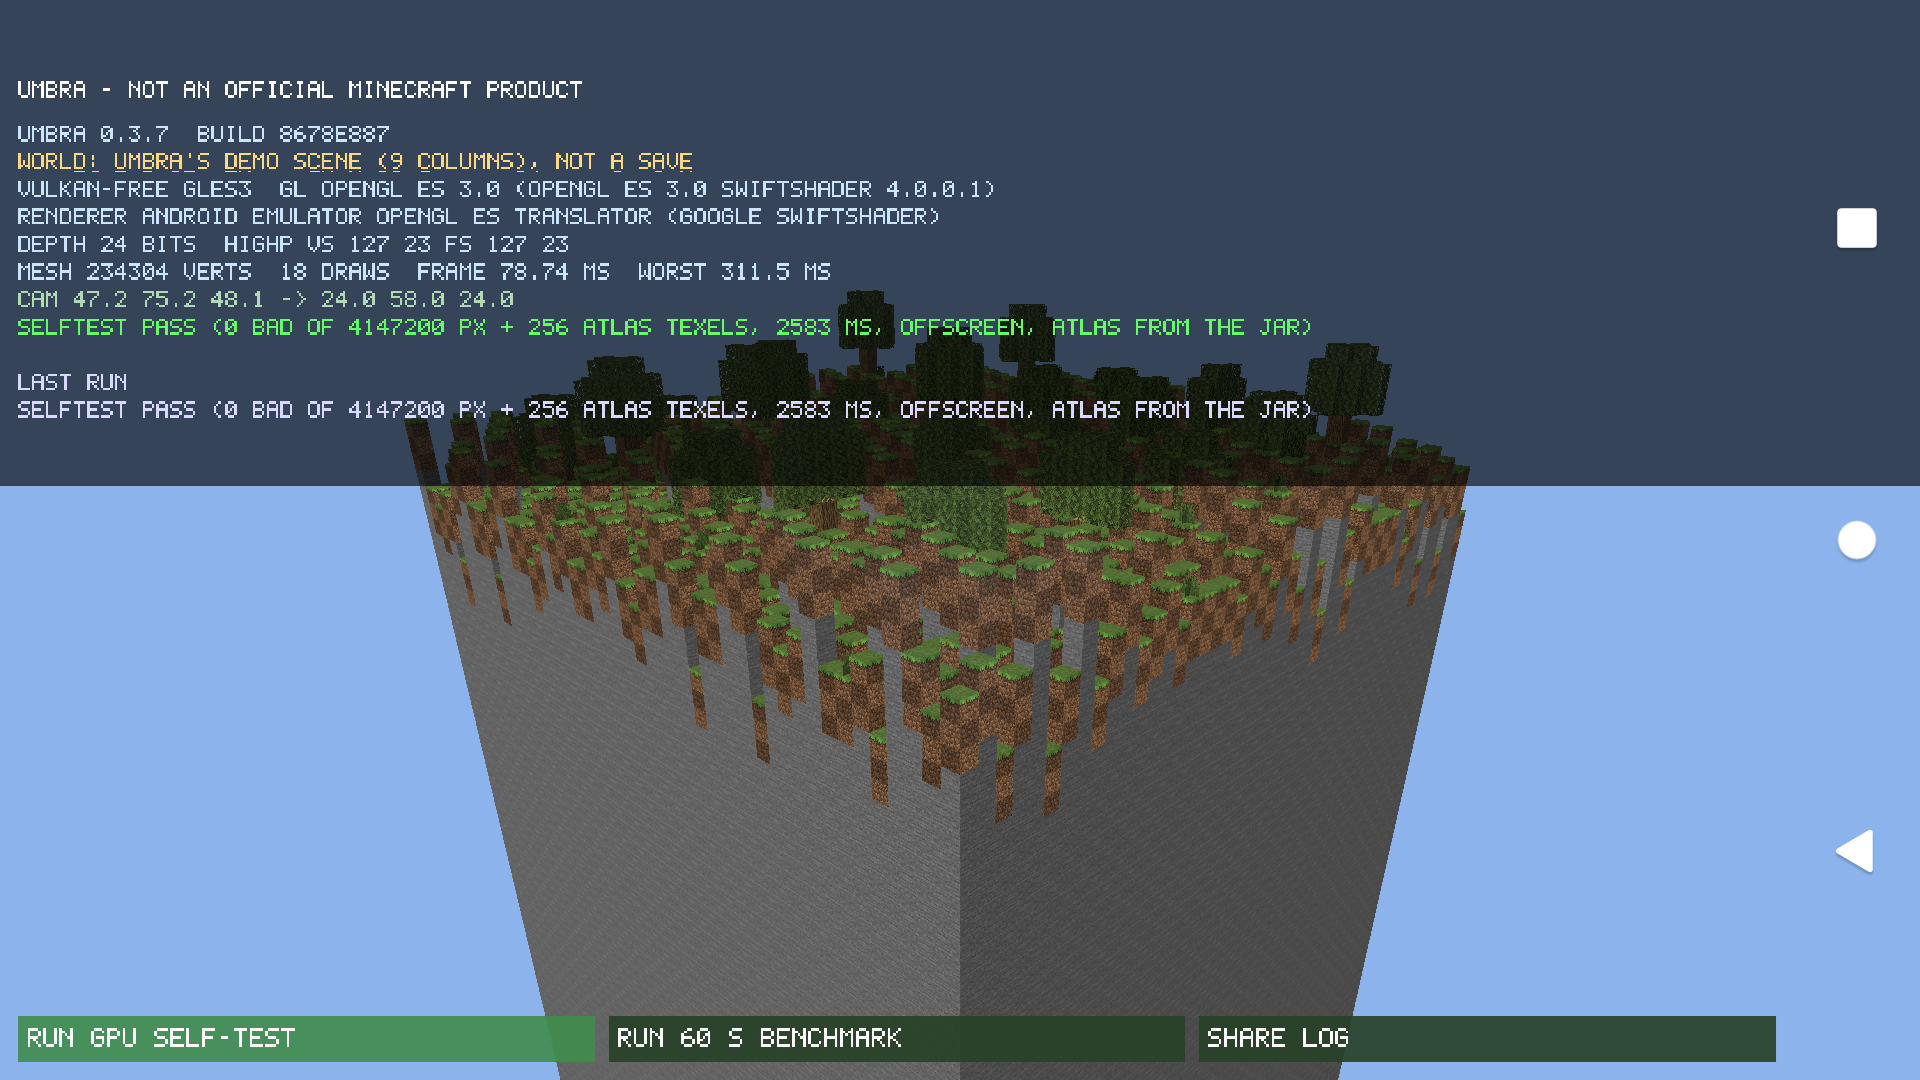 UMBRA - NOT AN OFFICIAL MINECRAFT PRODUCT
UMBRA 0.3.7 BUILD 8678E887
WORLD: UMBRA'S DEMO SCENE (9 COLUMNS), NOT A SAVE
VULKAN-FREE GLES3 GL OPENGL ES 3.0 (OPENGL ES 3.0 SWIFTSHADER 4.0.0.1)
RENDERER ANDROID EMULATOR OPENGL ES TRANSLATOR (GOOGLE SWIFTSHADER)
DEPTH 24 BITS HIGHP VS 127 23 FS 127 23
MESH 234304 VERTS 18 DRAWS FRAME 78.74 MS WORST 311.5 MS
CAM 47.2 75.2 48.1 -> 24.0 58.0 24.0
SELFTEST PASS (0 BAD OF 4147200 PX + 256 ATLAS TEXELS, 2583 MS, OFFSCREEN, ATLAS FROM THE JAR)
LAST RUN
SELFTEST PASS (0 BAD OF 4147200 PX + 256 ATLAS TEXELS, 2583 MS, OFFSCREEN, ATLAS FROM THE JAR)
RUN GPU SELF-TEST
RUN 60 S BENCHMARK
SHARE LOG